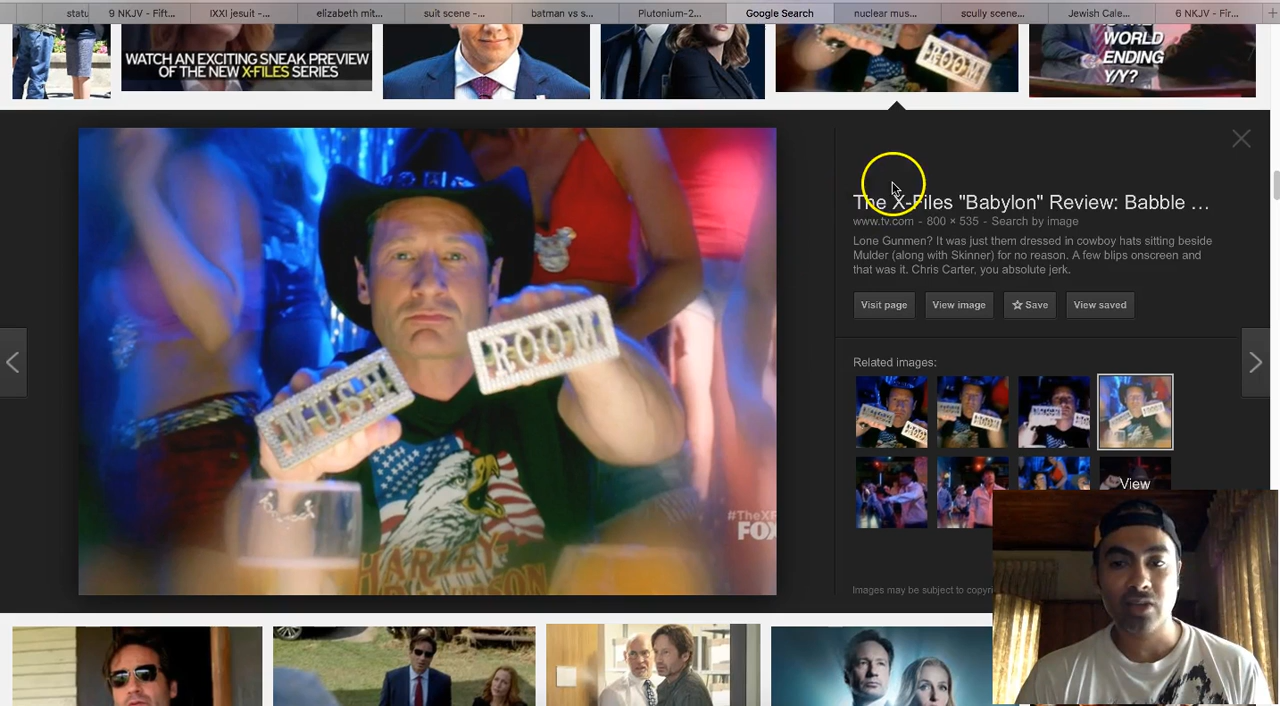 statu
9 NKJV - Fift...
IXXI jesuit -...
elizabeth mit...
suit scene -...
batman vs s...
Plutonium-2...
Google Search
nuclear mus...
scully scene...
Jewish Cale...
6 NKJV - Fir...
WATCH AN EXCITING SNEAK PREVIEW
OF THE NEW X-FILES SERIES
ROOM
WORLD
ENDING
Y/Y?
MUSH
ROOM
HARLEY-
DAVIDSON
#TheXF
FOX
The X-Files "Babylon" Review: Babble ...
www.tv.com - 800 × 535 - Search by image
Lone Gunmen? It was just them dressed in cowboy hats sitting beside
Mulder (along with Skinner) for no reason. A few blips onscreen and
that was it. Chris Carter, you absolute jerk.
Visit page
View image
Save
View saved
Related images:
View
Images may be subject to copyr